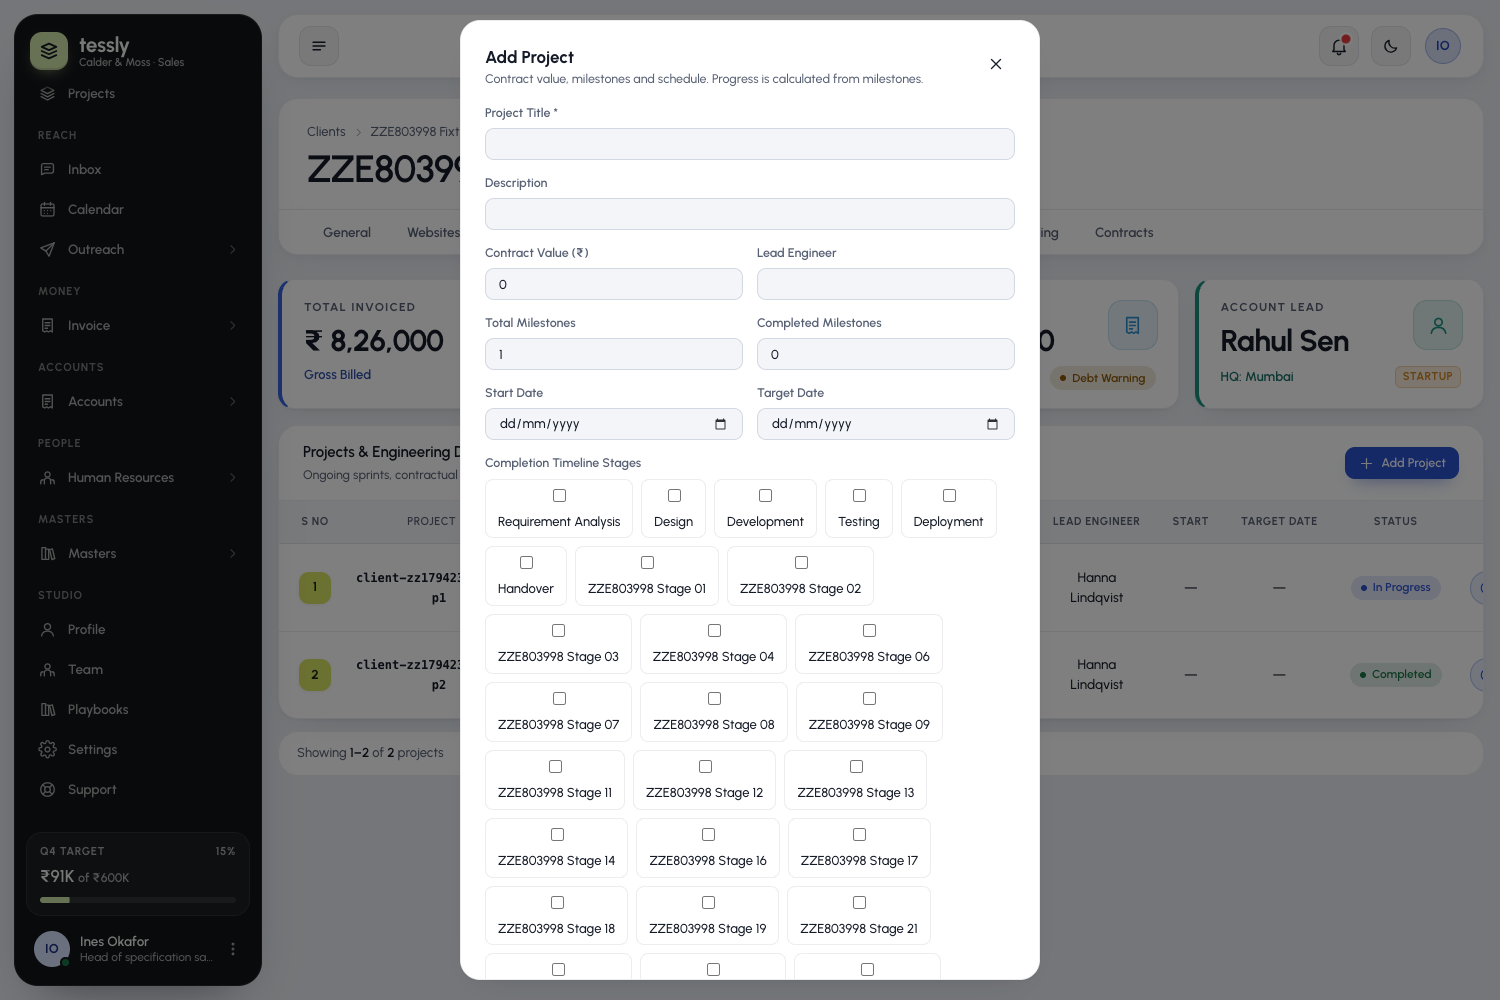 tessly
Calder & Moss · Sales
Projects
REACH
Inbox
Calendar
Outreach
MONEY
Invoice
ACCOUNTS
Accounts
PEOPLE
Human Resources
MASTERS
Masters
STUDIO
Profile
Team
Playbooks
Settings
Support
Q4 TARGET 15%
₹91K of ₹600K
IO
Ines Okafor
Head of specification sa...
IO
Clients > ZZE803998 Fixt
ZZE80399
General Websites ing Contracts
TOTAL INVOICED
₹ 8,26,000
Gross Billed
0
Debt Warning
ACCOUNT LEAD
Rahul Sen
HQ: Mumbai
STARTUP
Projects & Engineering D
Ongoing sprints, contractual
Add Project
S NO PROJECT LEAD ENGINEER START TARGET DATE STATUS
1 client-zz179423
p1
Hanna
Lindqvist
— — In Progress
2 client-zz179423
p2
Hanna
Lindqvist
— — Completed
Showing 1–2 of 2 projects
Add Project
Contract value, milestones and schedule. Progress is calculated from milestones.
Project Title *
Description
Contract Value (₹) Lead Engineer
0
Total Milestones Completed Milestones
1 0
Start Date Target Date
dd/mm/yyyy dd/mm/yyyy
Completion Timeline Stages
Requirement Analysis Design Development Testing Deployment
Handover ZZE803998 Stage 01 ZZE803998 Stage 02
ZZE803998 Stage 03 ZZE803998 Stage 04 ZZE803998 Stage 06
ZZE803998 Stage 07 ZZE803998 Stage 08 ZZE803998 Stage 09
ZZE803998 Stage 11 ZZE803998 Stage 12 ZZE803998 Stage 13
ZZE803998 Stage 14 ZZE803998 Stage 16 ZZE803998 Stage 17
ZZE803998 Stage 18 ZZE803998 Stage 19 ZZE803998 Stage 21